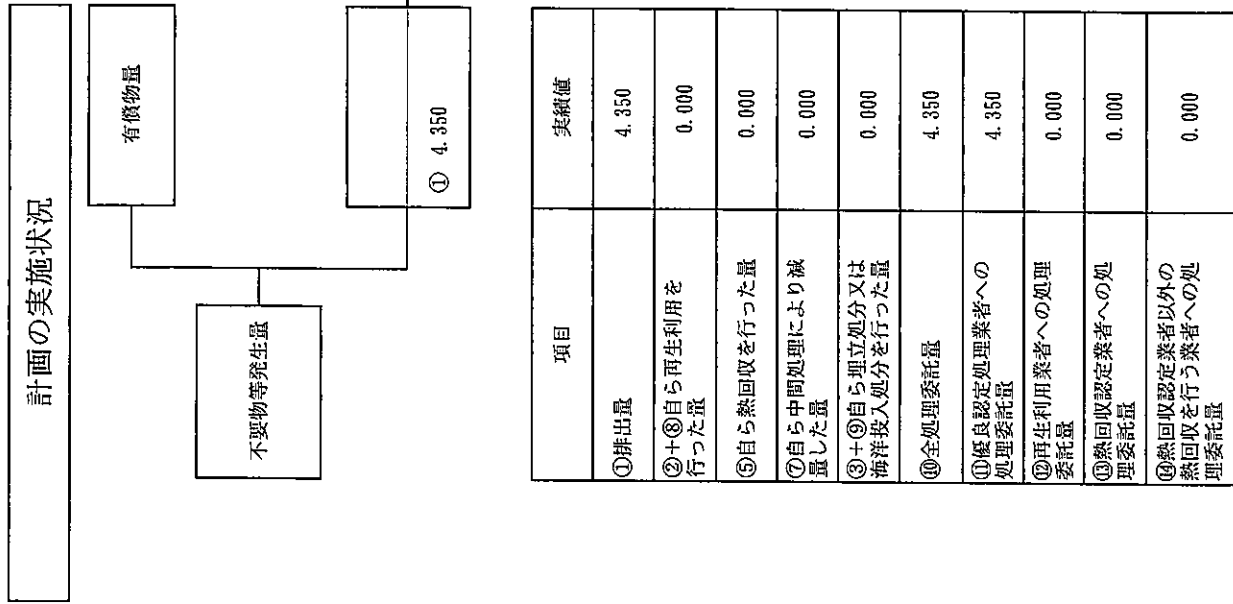 計画の実施状況
有償物量
不要物等発生量
① 4.350
項目
実績値
①排出量
4.350
②+⑧自ら再生利用を
行った量
0.000
⑤自ら熱回収を行った量
0.000
⑦自ら中間処理により減
量した量
0.000
③+⑨自ら埋立処分又は
海洋投入処分を行った量
0.000
⑩全処理委託量
4.350
⑪優良認定処理業者への
処理委託量
4.350
⑫再生利用業者への処理
委託量
0.000
⑬熱回収認定業者への処
理委託量
0.000
⑭熱回収認定業者以外の
熱回収を行う業者への処
理委託量
0.000